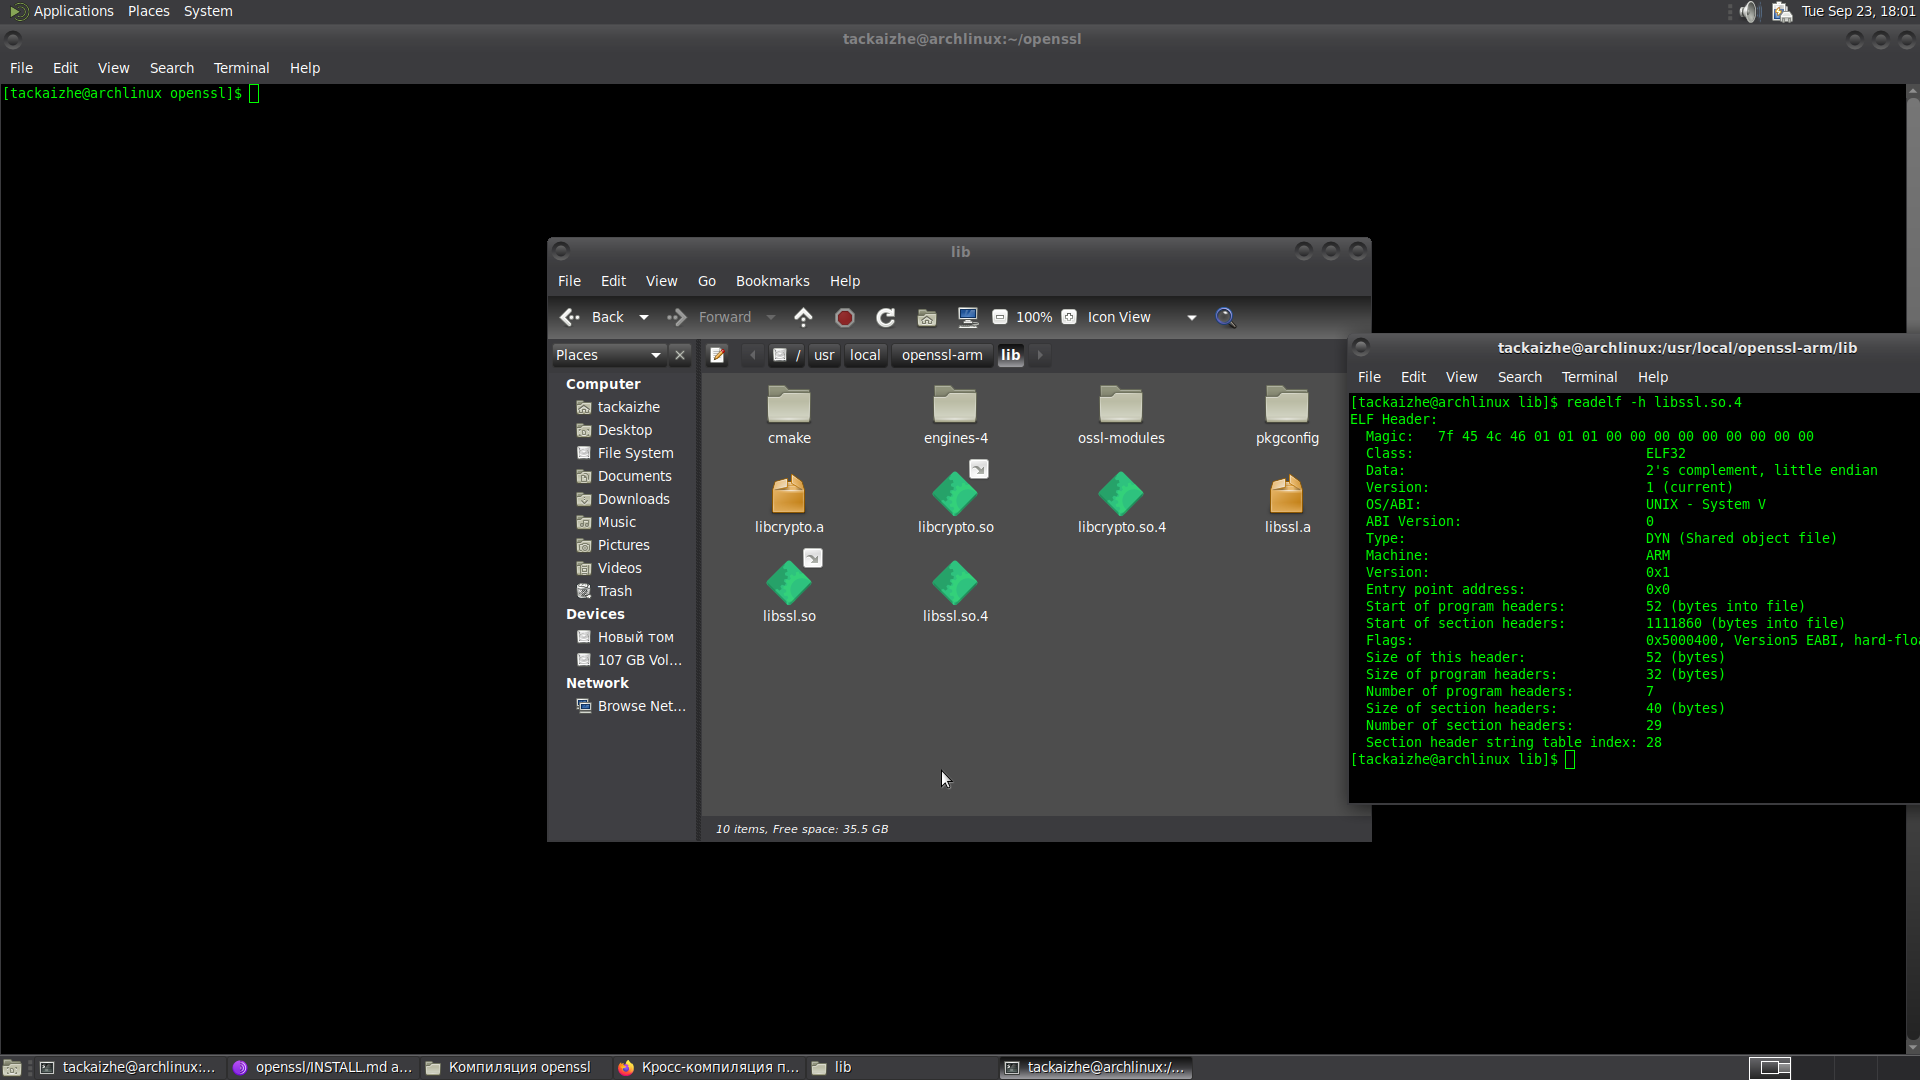 Applications Places System
Tue Sep 23, 18:01
tackaizhe@archlinux:~/openssl
File Edit View Search Terminal Help
[tackaizhe@archlinux openssl]$
lib
File Edit View Go Bookmarks Help
Back Forward 100% Icon View
Places
/ usr local openssl-arm lib
Computer
tackaizhe
Desktop
File System
Documents
Downloads
Music
Pictures
Videos
Trash
Devices
Новый том
107 GB Vol...
Network
Browse Net...
cmake engines-4 ossl-modules pkgconfig
libcrypto.a libcrypto.so libcrypto.so.4 libssl.a
libssl.so libssl.so.4
10 items, Free space: 35.5 GB
tackaizhe@archlinux:/usr/local/openssl-arm/lib
File Edit View Search Terminal Help
[tackaizhe@archlinux lib]$ readelf -h libssl.so.4
ELF Header:
Magic: 7f 45 4c 46 01 01 01 00 00 00 00 00 00 00 00 00
Class: ELF32
Data: 2's complement, little endian
Version: 1 (current)
OS/ABI: UNIX - System V
ABI Version: 0
Type: DYN (Shared object file)
Machine: ARM
Version: 0x1
Entry point address: 0x0
Start of program headers: 52 (bytes into file)
Start of section headers: 1111860 (bytes into file)
Flags: 0x5000400, Version5 EABI, hard-flo
Size of this header: 52 (bytes)
Size of program headers: 32 (bytes)
Number of program headers: 7
Size of section headers: 40 (bytes)
Number of section headers: 29
Section header string table index: 28
[tackaizhe@archlinux lib]$
tackaizhe@archlinux:... openssl/INSTALL.md a... Компиляция openssl Кросс-компиляция п... lib tackaizhe@archlinux:/...